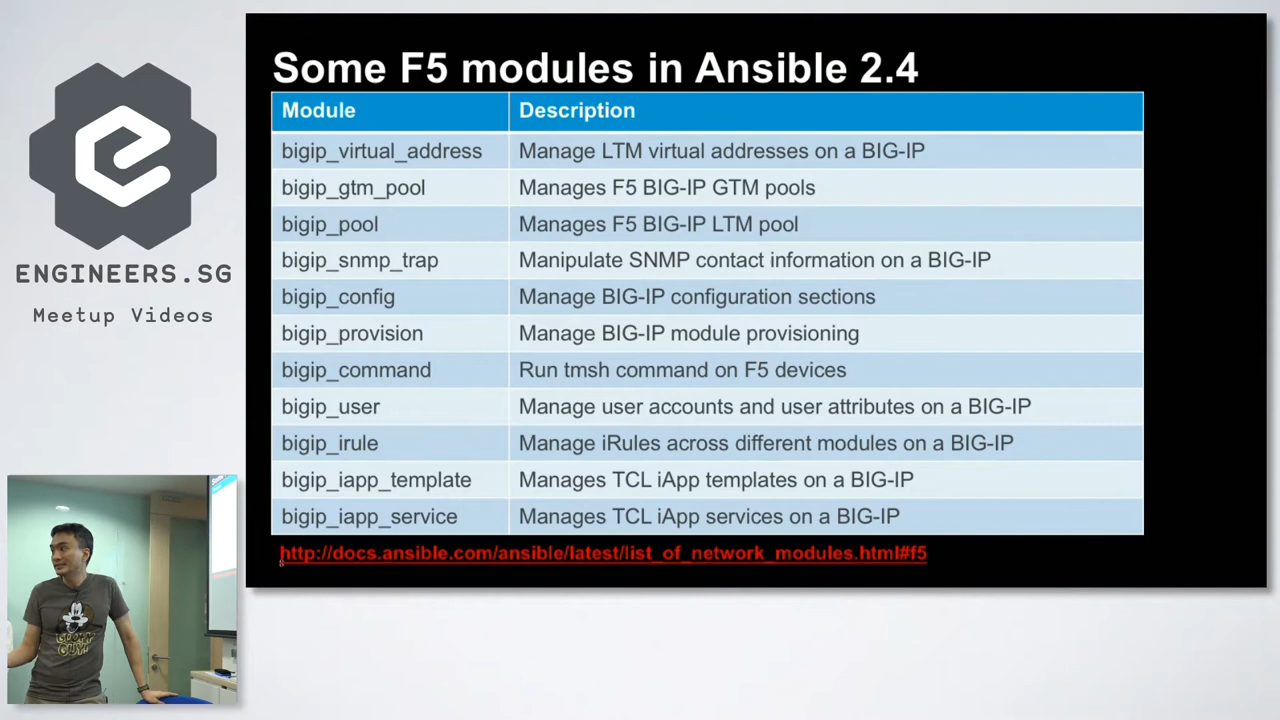 Some F5 modules in Ansible 2.4
Module Description
bigip_virtual_address Manage LTM virtual addresses on a BIG-IP
bigip_gtm_pool Manages F5 BIG-IP GTM pools
bigip_pool Manages F5 BIG-IP LTM pool
bigip_snmp_trap Manipulate SNMP contact information on a BIG-IP
bigip_config Manage BIG-IP configuration sections
bigip_provision Manage BIG-IP module provisioning
bigip_command Run tmsh command on F5 devices
bigip_user Manage user accounts and user attributes on a BIG-IP
bigip_irule Manage iRules across different modules on a BIG-IP
bigip_iapp_template Manages TCL iApp templates on a BIG-IP
bigip_iapp_service Manages TCL iApp services on a BIG-IP
http://docs.ansible.com/ansible/latest/list_of_network_modules.html#f5
ENGINEERS.SG
Meetup Videos